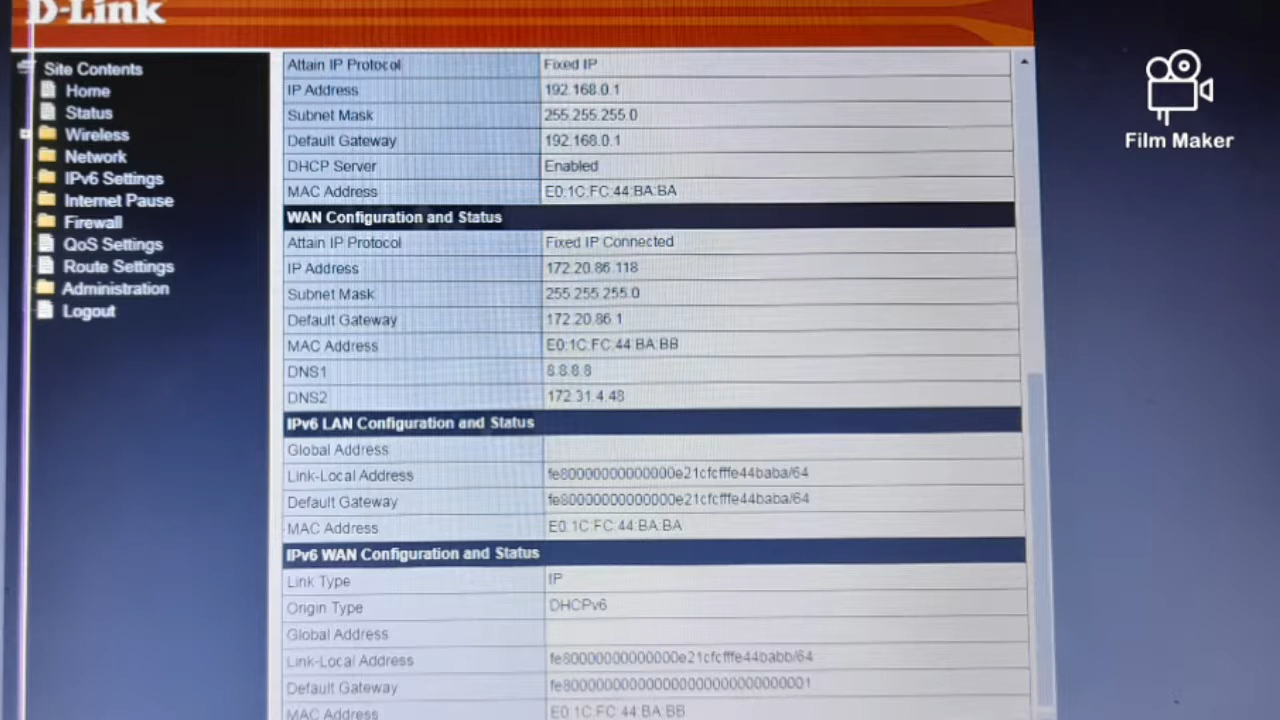 D-Link
Site Contents
Home
Status
Wireless
Network
IPv6 Settings
Internet Pause
Firewall
QoS Settings
Route Settings
Administration
Logout
Attain IP Protocol Fixed IP
IP Address 192.168.0.1
Subnet Mask 255.255.255.0
Default Gateway 192.168.0.1
DHCP Server Enabled
MAC Address E0:1C:FC:44:BA:BA
WAN Configuration and Status
Attain IP Protocol Fixed IP Connected
IP Address 172.20.86.118
Subnet Mask 255.255.255.0
Default Gateway 172.20.86.1
MAC Address E0:1C:FC:44:BA:BB
DNS1 8.8.8.8
DNS2 172.31.4.48
IPv6 LAN Configuration and Status
Global Address
Link-Local Address fe80000000000000e21cfcfffe44baba/64
Default Gateway fe80000000000000e21cfcfffe44baba/64
MAC Address E0:1C:FC:44:BA:BA
IPv6 WAN Configuration and Status
Link Type IP
Origin Type DHCPv6
Global Address
Link-Local Address fe80000000000000e21cfcfffe44babb/64
Default Gateway fe800000000000000000000000000001
MAC Address E0:1C:FC:44:BA:BB
Film Maker